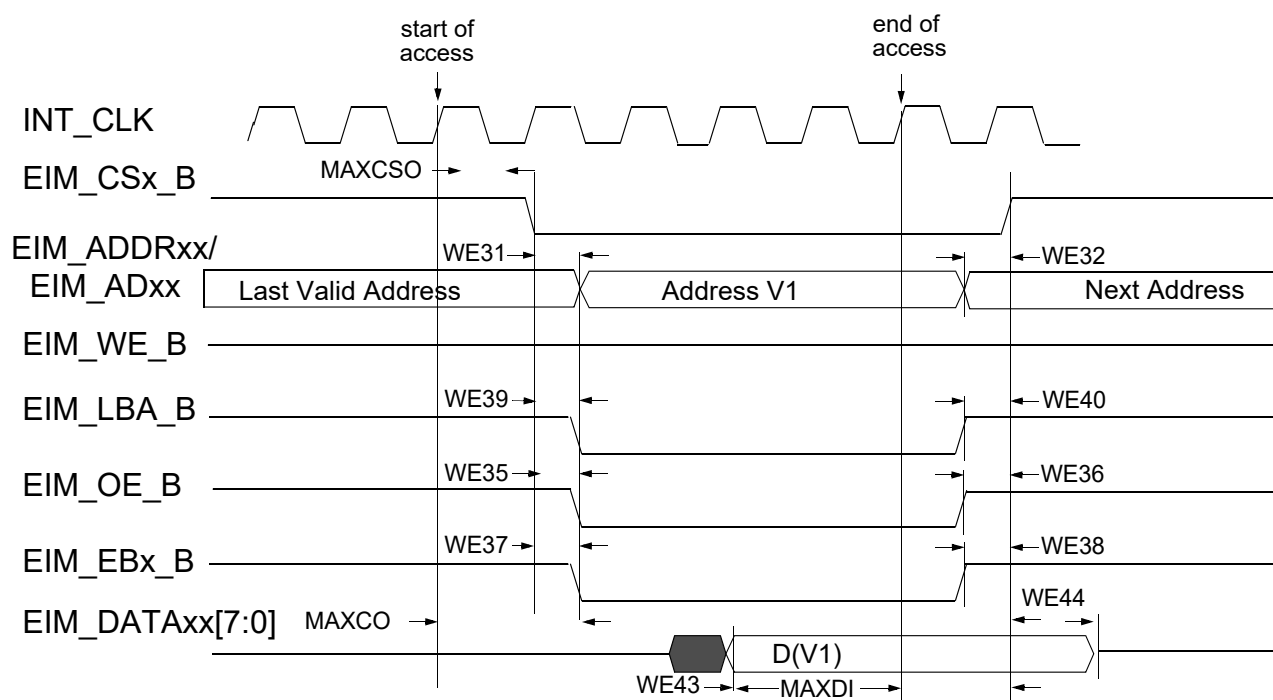 start of
access
end of
access
INT_CLK
MAXCSO
EIM_CSx_B
EIM_ADDRxx/
EIM_ADxx
WE31
WE32
Last Valid Address
Address V1
Next Address
EIM_WE_B
WE39
WE40
EIM_LBA_B
WE35
WE36
EIM_OE_B
WE37
WE38
EIM_EBx_B
WE44
EIM_DATAxx[7:0]
MAXCO
D(V1)
WE43
MAXDI